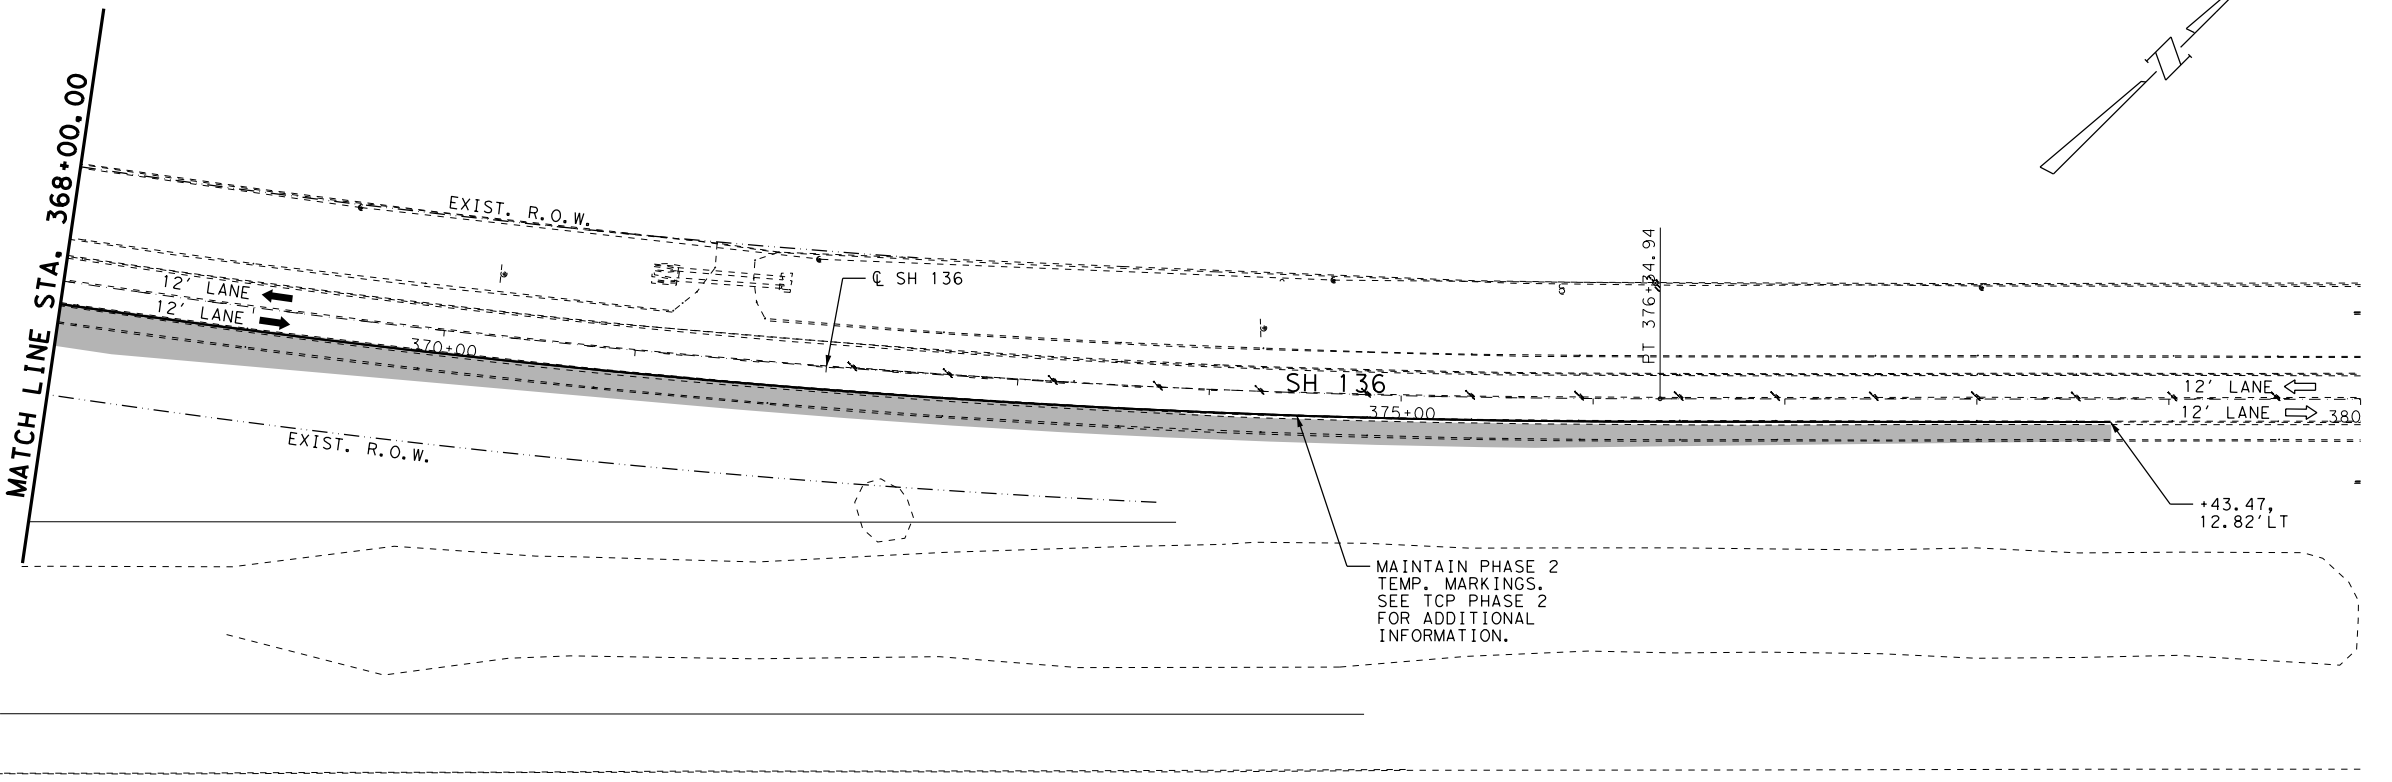 MATCH LINE STA. 368+00.00
EXIST. R.O.W.
12' LANE
12' LANE
370+00
EXIST. R.O.W.
℄ SH 136
SH 136
375+00
PT 376+34.94
12' LANE
12' LANE
380
+43.47,
12.82'LT
MAINTAIN PHASE 2
TEMP. MARKINGS.
SEE TCP PHASE 2
FOR ADDITIONAL
INFORMATION.